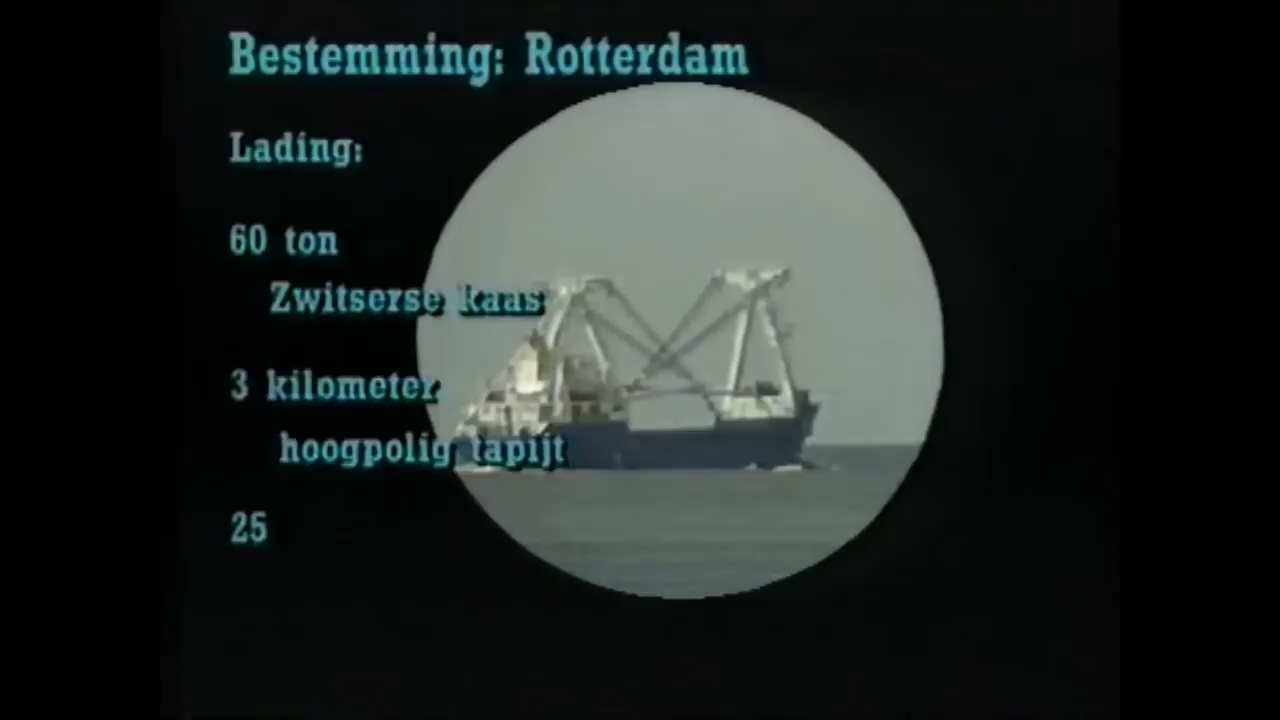 Bestemming: Rotterdam
Lading:
60 ton
Zwitserse kaas
3 kilometer
hoogpolig tapijt
25